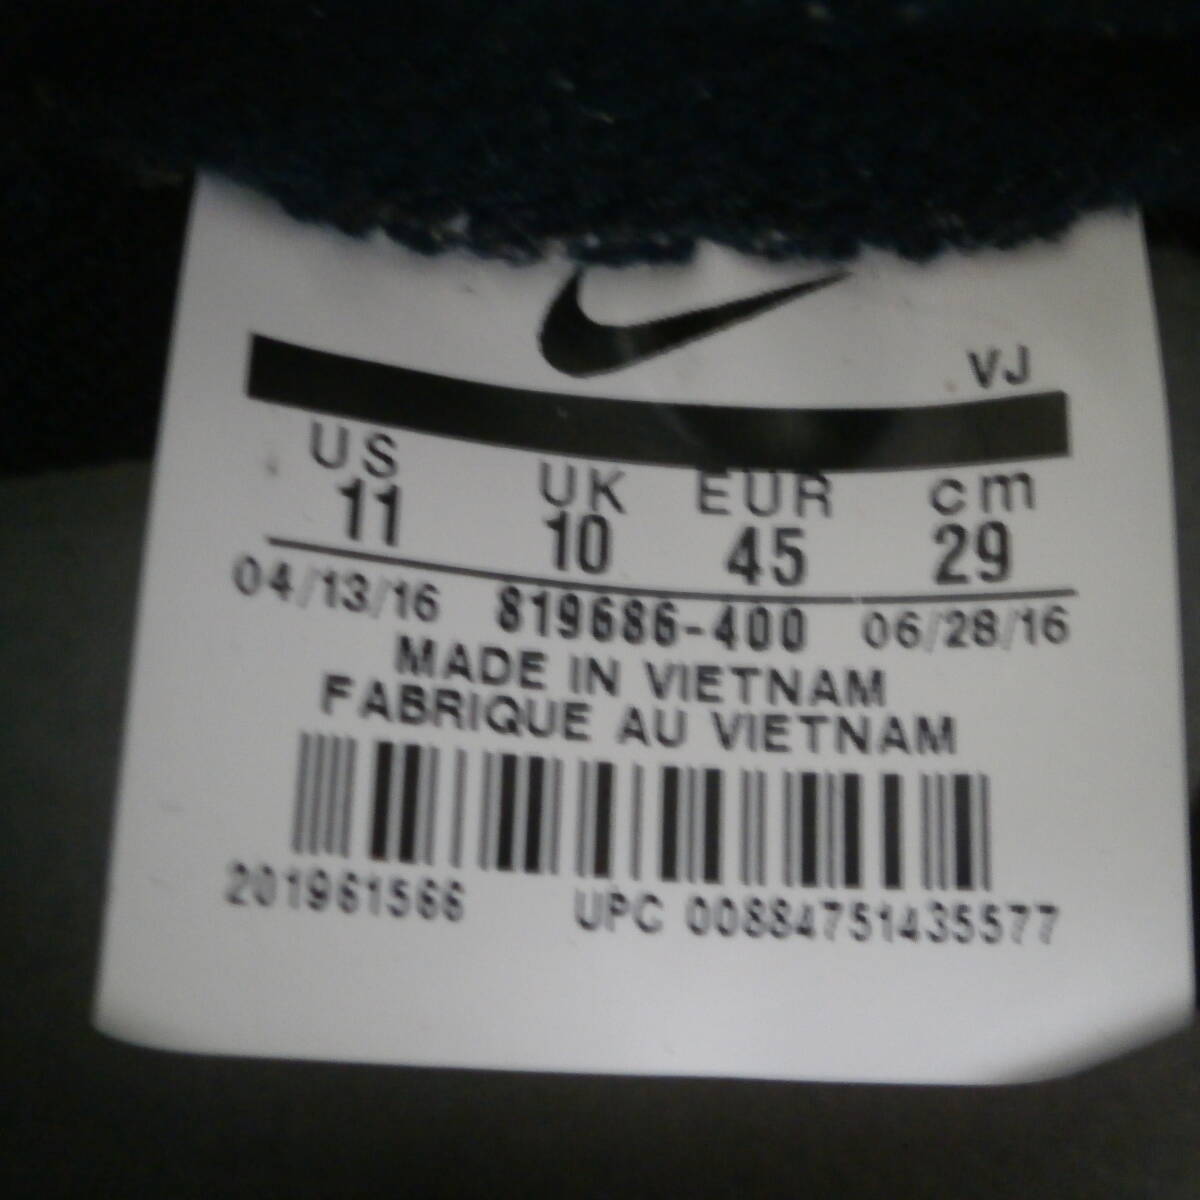 VJ
US UK EUR cm
11 10 45 29
04/13/16 819686-400 06/28/16
MADE IN VIETNAM
FABRIQUE AU VIETNAM
201961566 UPC 00884751435577